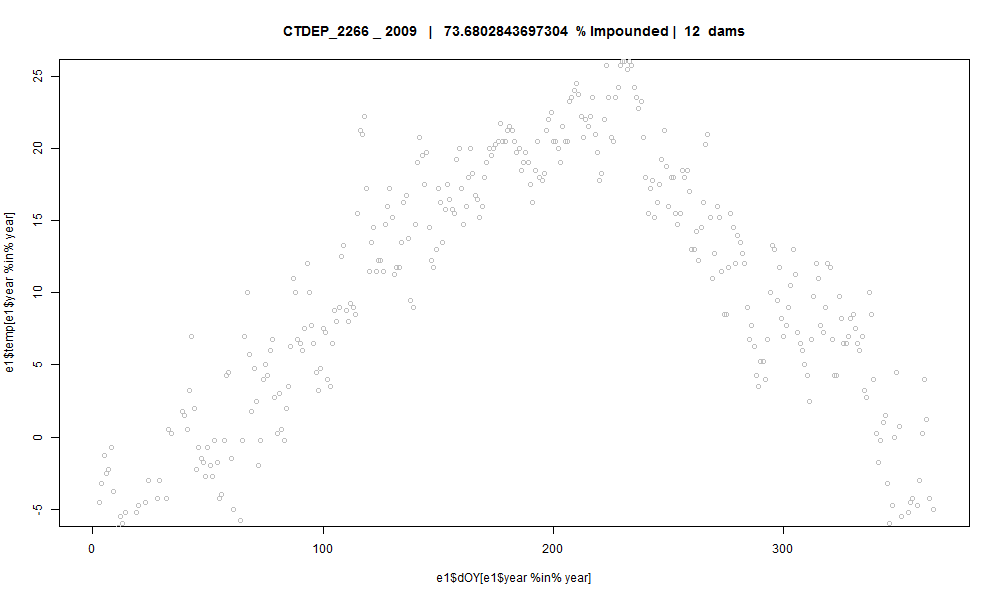 CTDEP_2266 _ 2009 | 73.6802843697304 % Impounded | 12 dams
25
20
15
10
5
0
-5
e1$temp[e1$year %in% year]
0 100 200 300
e1$dOY[e1$year %in% year]